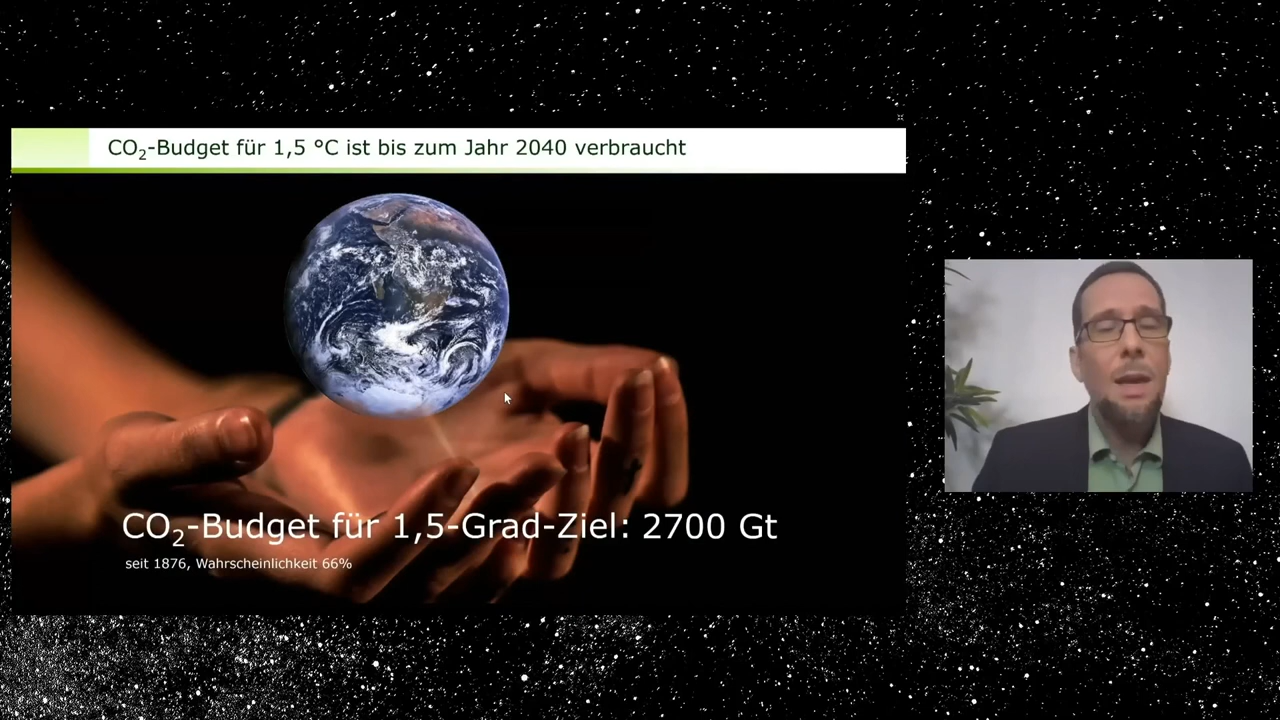 CO₂-Budget für 1,5 °C ist bis zum Jahr 2040 verbraucht
CO₂-Budget für 1,5-Grad-Ziel: 2700 Gt
seit 1876, Wahrscheinlichkeit 66%